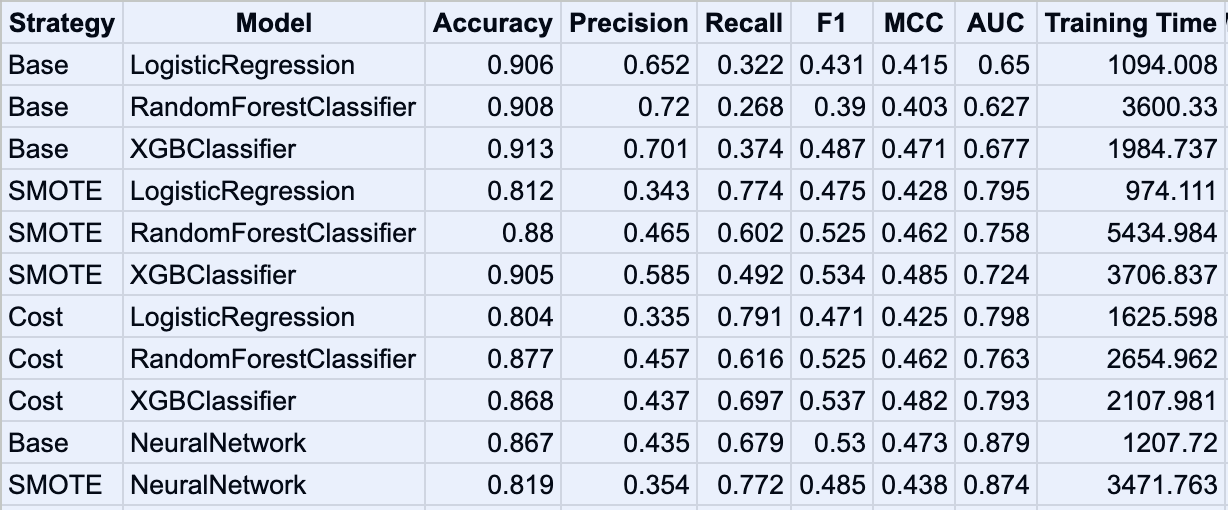 Strategy Model Accuracy Precision Recall F1 MCC AUC Training Time
Base LogisticRegression 0.906 0.652 0.322 0.431 0.415 0.65 1094.008
Base RandomForestClassifier 0.908 0.72 0.268 0.39 0.403 0.627 3600.33
Base XGBClassifier 0.913 0.701 0.374 0.487 0.471 0.677 1984.737
SMOTE LogisticRegression 0.812 0.343 0.774 0.475 0.428 0.795 974.111
SMOTE RandomForestClassifier 0.88 0.465 0.602 0.525 0.462 0.758 5434.984
SMOTE XGBClassifier 0.905 0.585 0.492 0.534 0.485 0.724 3706.837
Cost LogisticRegression 0.804 0.335 0.791 0.471 0.425 0.798 1625.598
Cost RandomForestClassifier 0.877 0.457 0.616 0.525 0.462 0.763 2654.962
Cost XGBClassifier 0.868 0.437 0.697 0.537 0.482 0.793 2107.981
Base NeuralNetwork 0.867 0.435 0.679 0.53 0.473 0.879 1207.72
SMOTE NeuralNetwork 0.819 0.354 0.772 0.485 0.438 0.874 3471.763